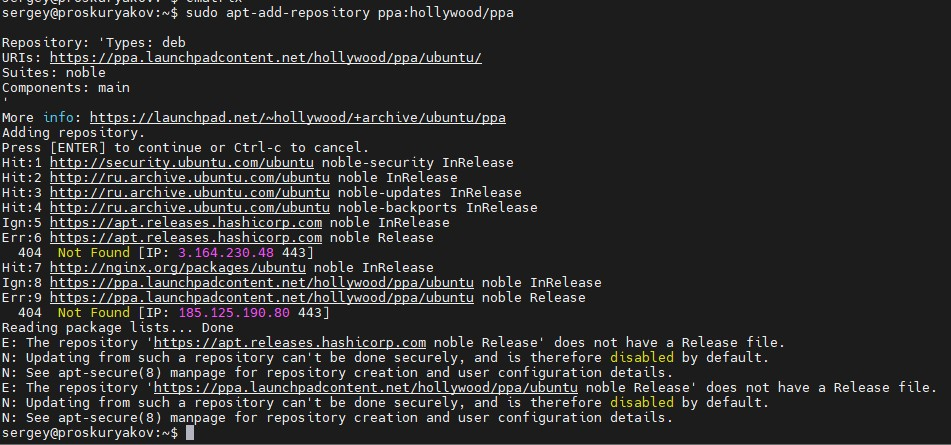 sergey@proskuryakov:~$ cmatrix
sergey@proskuryakov:~$ sudo apt-add-repository ppa:hollywood/ppa
Repository: 'Types: deb
URIs: https://ppa.launchpadcontent.net/hollywood/ppa/ubuntu/
Suites: noble
Components: main
'
More info: https://launchpad.net/~hollywood/+archive/ubuntu/ppa
Adding repository.
Press [ENTER] to continue or Ctrl-c to cancel.
Hit:1 http://security.ubuntu.com/ubuntu noble-security InRelease
Hit:2 http://ru.archive.ubuntu.com/ubuntu noble InRelease
Hit:3 http://ru.archive.ubuntu.com/ubuntu noble-updates InRelease
Hit:4 http://ru.archive.ubuntu.com/ubuntu noble-backports InRelease
Ign:5 https://apt.releases.hashicorp.com noble InRelease
Err:6 https://apt.releases.hashicorp.com noble Release
404 Not Found [IP: 3.164.230.48 443]
Hit:7 http://nginx.org/packages/ubuntu noble InRelease
Ign:8 https://ppa.launchpadcontent.net/hollywood/ppa/ubuntu noble InRelease
Err:9 https://ppa.launchpadcontent.net/hollywood/ppa/ubuntu noble Release
404 Not Found [IP: 185.125.190.80 443]
Reading package lists... Done
E: The repository 'https://apt.releases.hashicorp.com noble Release' does not have a Release file.
N: Updating from such a repository can't be done securely, and is therefore disabled by default.
N: See apt-secure(8) manpage for repository creation and user configuration details.
E: The repository 'https://ppa.launchpadcontent.net/hollywood/ppa/ubuntu noble Release' does not have a Release file.
N: Updating from such a repository can't be done securely, and is therefore disabled by default.
N: See apt-secure(8) manpage for repository creation and user configuration details.
sergey@proskuryakov:~$